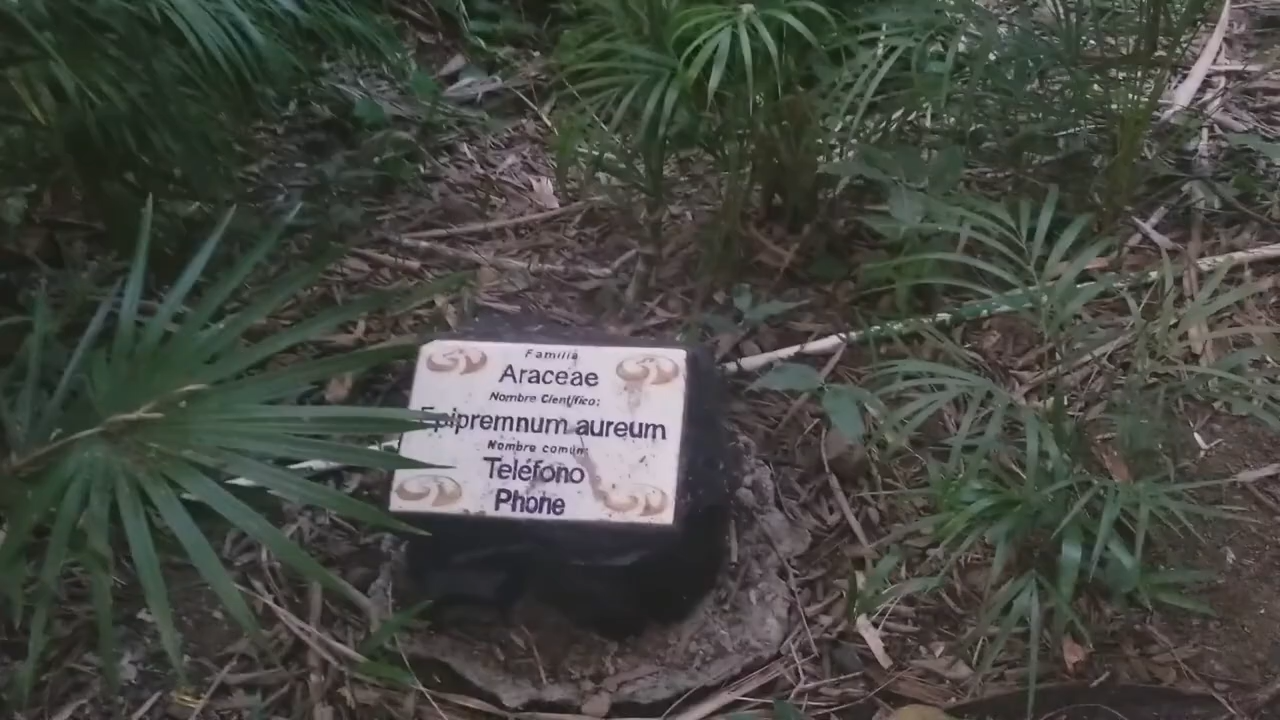 Familia
Araceae
Nombre Científico:
Epipremnum aureum
Nombre común:
Teléfono
Phone